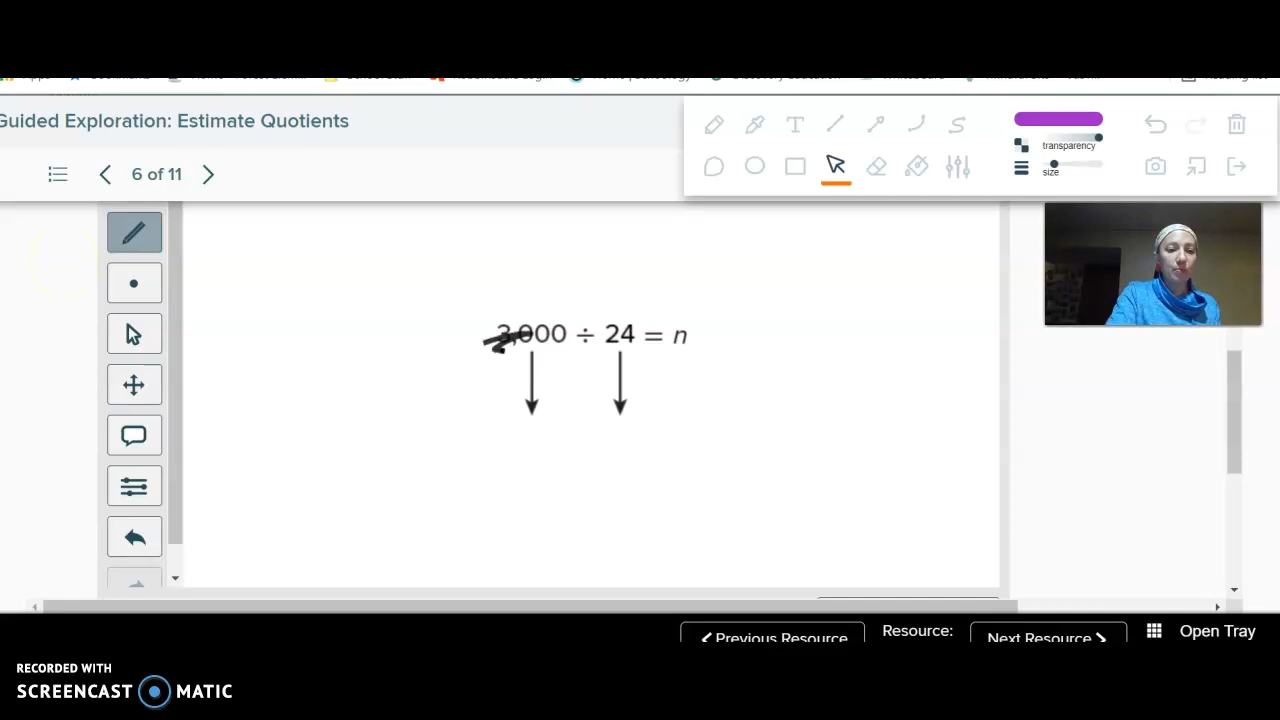 Guided Exploration: Estimate Quotients
6 of 11
T
transparency
size
3,000 ÷ 24 = n
Previous Resource
Resource:
Next Resource
Open Tray
RECORDED WITH
SCREENCAST MATIC